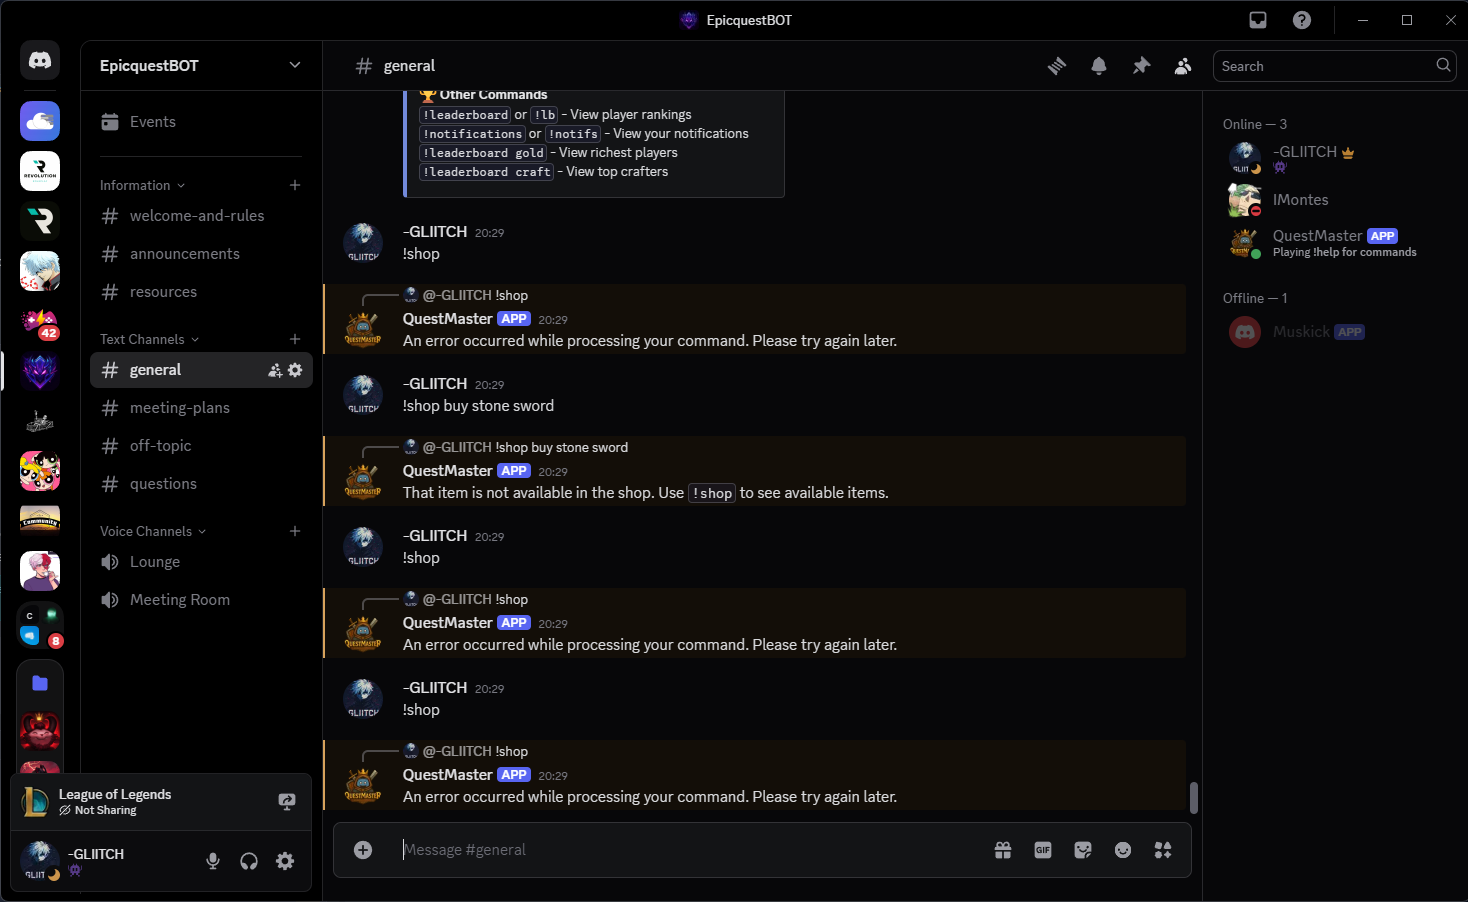 EpicquestBOT
EpicquestBOT
general
Search
Events
Information
welcome-and-rules
announcements
resources
Text Channels
general
meeting-plans
off-topic
questions
Voice Channels
Lounge
Meeting Room
REVOLUTION
42
Community
C
8
League of Legends
Not Sharing
-GLIITCH
🏆 Other Commands
!leaderboard or !lb - View player rankings
!notifications or !notifs - View your notifications
!leaderboard gold - View richest players
!leaderboard craft - View top crafters
-GLIITCH 20:29
!shop
@-GLIITCH !shop
QuestMaster APP 20:29
An error occurred while processing your command. Please try again later.
-GLIITCH 20:29
!shop buy stone sword
@-GLIITCH !shop buy stone sword
QuestMaster APP 20:29
That item is not available in the shop. Use !shop to see available items.
-GLIITCH 20:29
!shop
@-GLIITCH !shop
QuestMaster APP 20:29
An error occurred while processing your command. Please try again later.
-GLIITCH 20:29
!shop
@-GLIITCH !shop
QuestMaster APP 20:29
An error occurred while processing your command. Please try again later.
Message #general
GIF
Online — 3
-GLIITCH
IMontes
QuestMaster APP
Playing !help for commands
Offline — 1
Muskick APP